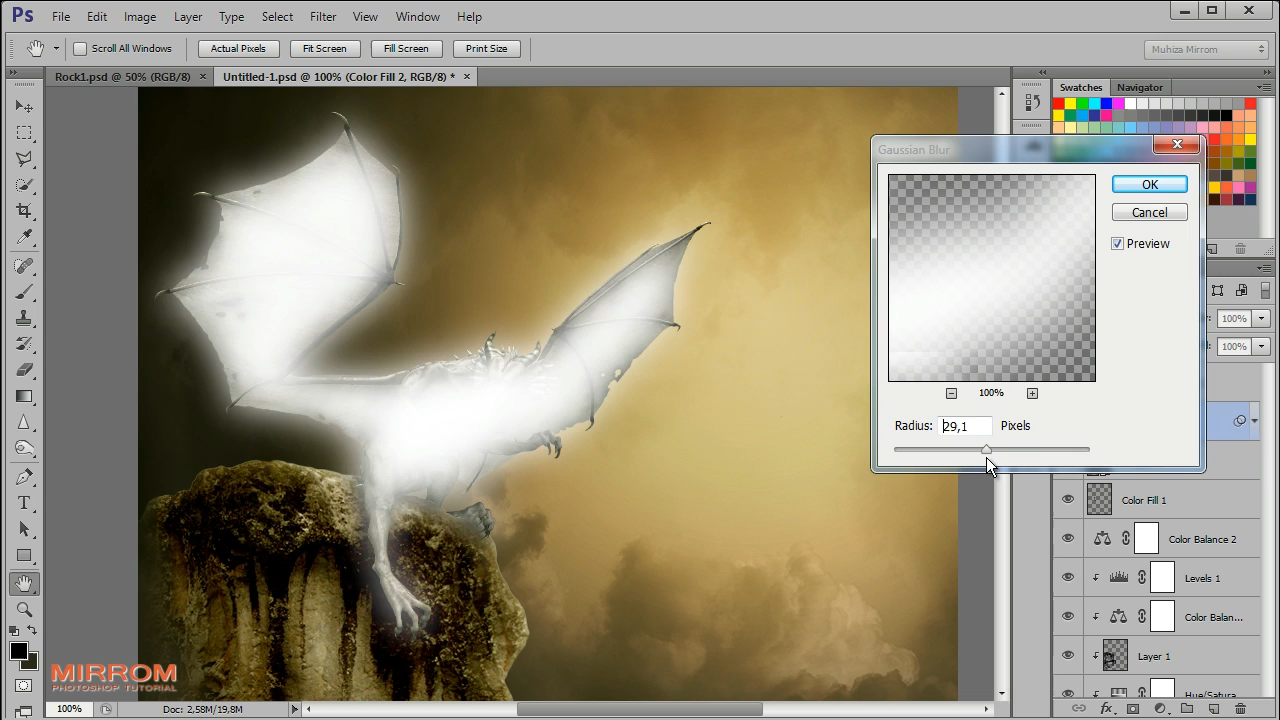 Ps File Edit Image Layer Type Select Filter View Window Help
Scroll All Windows Actual Pixels Fit Screen Fill Screen Print Size Muhiza Mirrom
Rock1.psd @ 50% (RGB/8) × Untitled-1.psd @ 100% (Color Fill 2, RGB/8) * ×
Swatches Navigator
Gaussian Blur
OK
Cancel
Preview
100%
Radius: 29,1 Pixels
100%
100%
Color Fill 1
Color Balance 2
Levels 1
Color Balan...
Layer 1
Hue/Satura
MIRROM
PHOTOSHOP TUTORIAL
100% Doc: 2,58M/19,8M